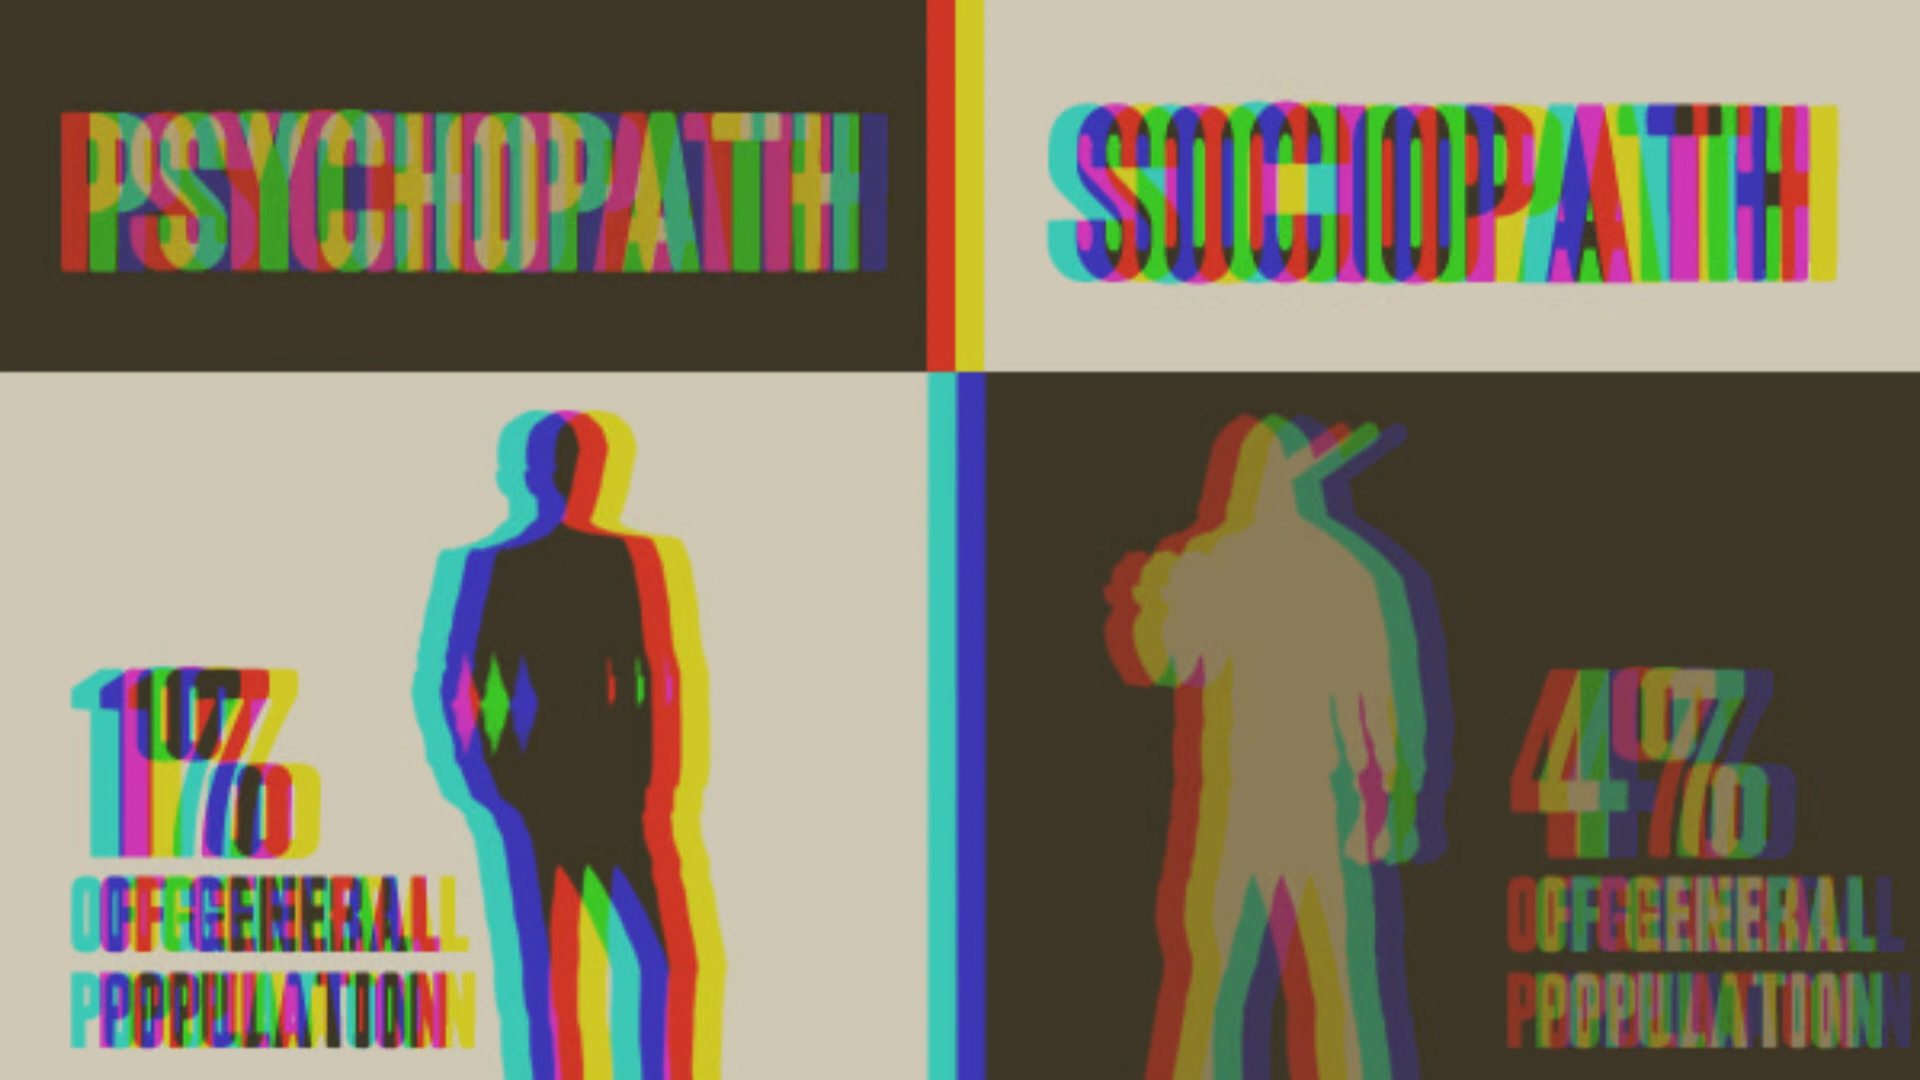 PSYCHOPATH
SOCIOPATH
1%
OF GENERAL
POPULATION
4%
OF GENERAL
POPULATION